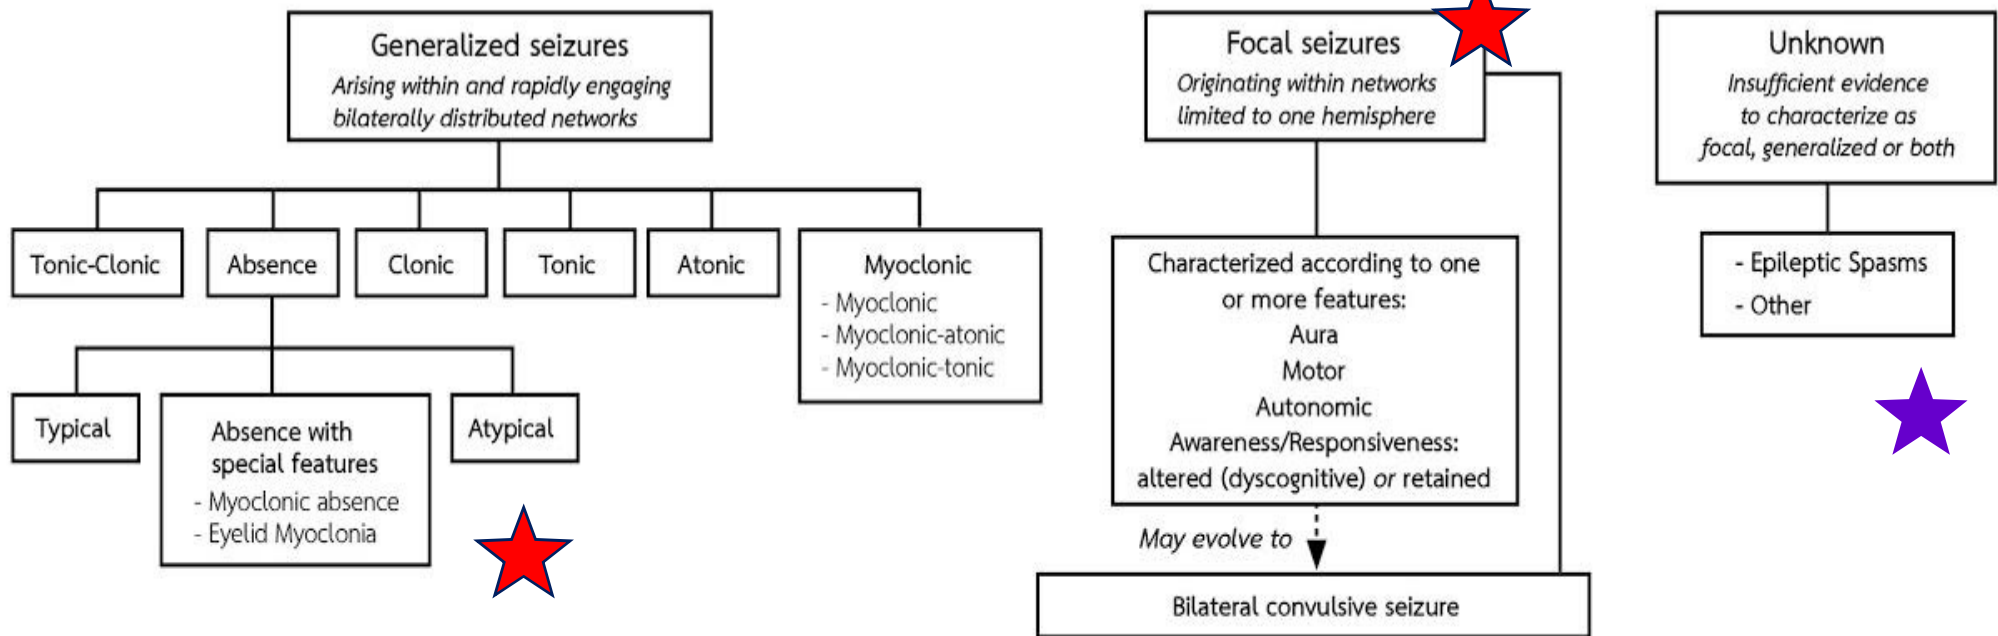 Generalized seizures
Arising within and rapidly engaging
bilaterally distributed networks
Tonic-Clonic
Absence
Clonic
Tonic
Atonic
Myoclonic
- Myoclonic
- Myoclonic-atonic
- Myoclonic-tonic
Typical
Absence with
special features
- Myoclonic absence
- Eyelid Myoclonia
Atypical
Focal seizures
Originating within networks
limited to one hemisphere
Characterized according to one
or more features:
Aura
Motor
Autonomic
Awareness/Responsiveness:
altered (dyscognitive) or retained
May evolve to
Bilateral convulsive seizure
Unknown
Insufficient evidence
to characterize as
focal, generalized or both
- Epileptic Spasms
- Other